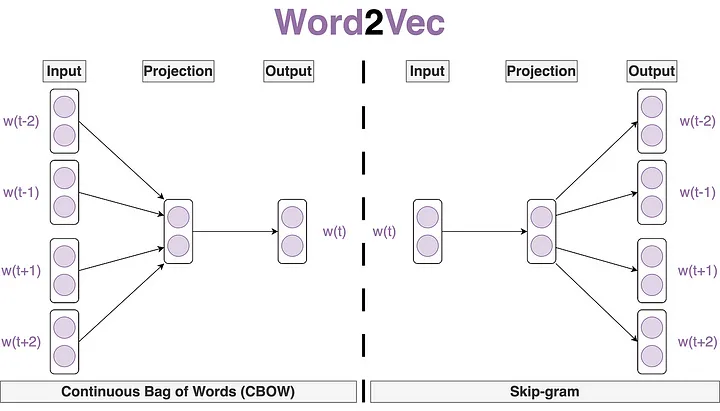 Word2Vec
Input Projection Output
w(t-2)
w(t-1)
w(t+1)
w(t+2)
w(t)
Continuous Bag of Words (CBOW)
Input Projection Output
w(t)
w(t-2)
w(t-1)
w(t+1)
w(t+2)
Skip-gram